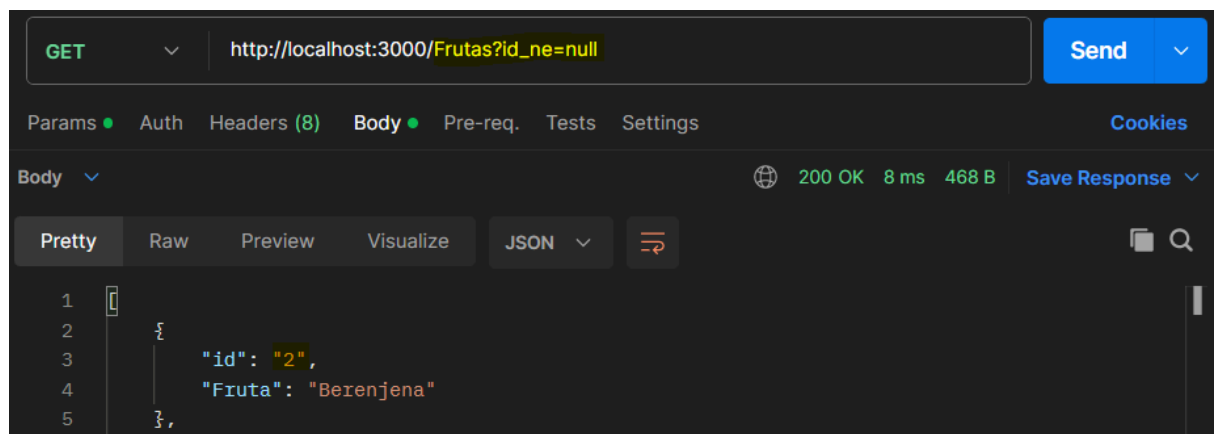 GET http://localhost:3000/Frutas?id_ne=null Send
Params Auth Headers (8) Body Pre-req. Tests Settings Cookies
Body 200 OK 8 ms 468 B Save Response
Pretty Raw Preview Visualize JSON
1 [
2 {
3 "id": "2",
4 "Fruta": "Berenjena"
5 },